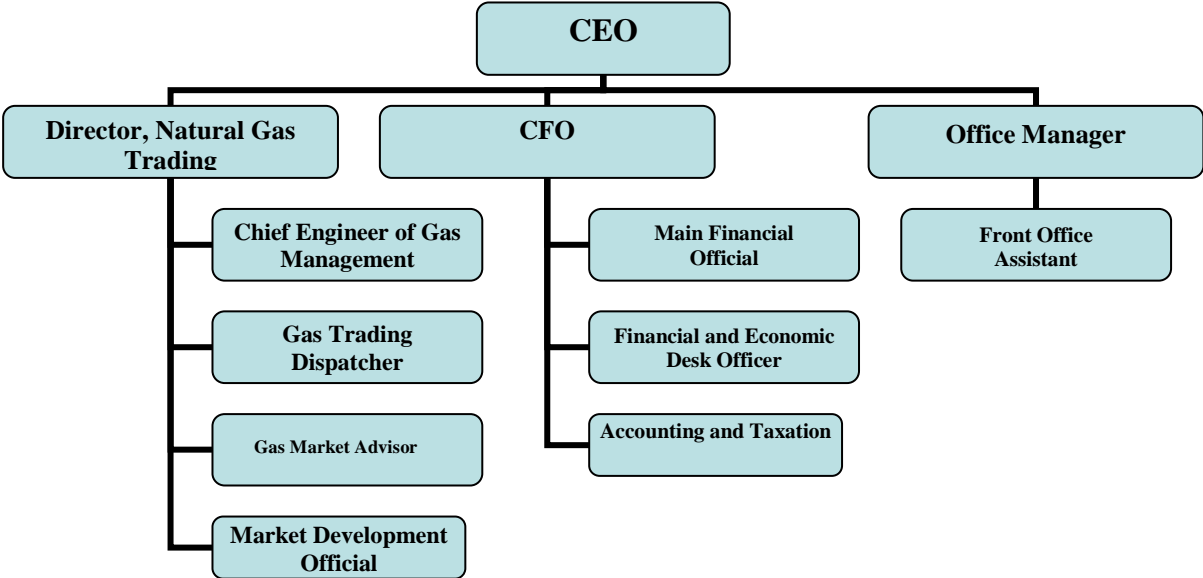 CEO
Director, Natural Gas
Trading
CFO
Office Manager
Chief Engineer of Gas
Management
Main Financial
Official
Front Office
Assistant
Gas Trading
Dispatcher
Financial and Economic
Desk Officer
Gas Market Advisor
Accounting and Taxation
Market Development
Official